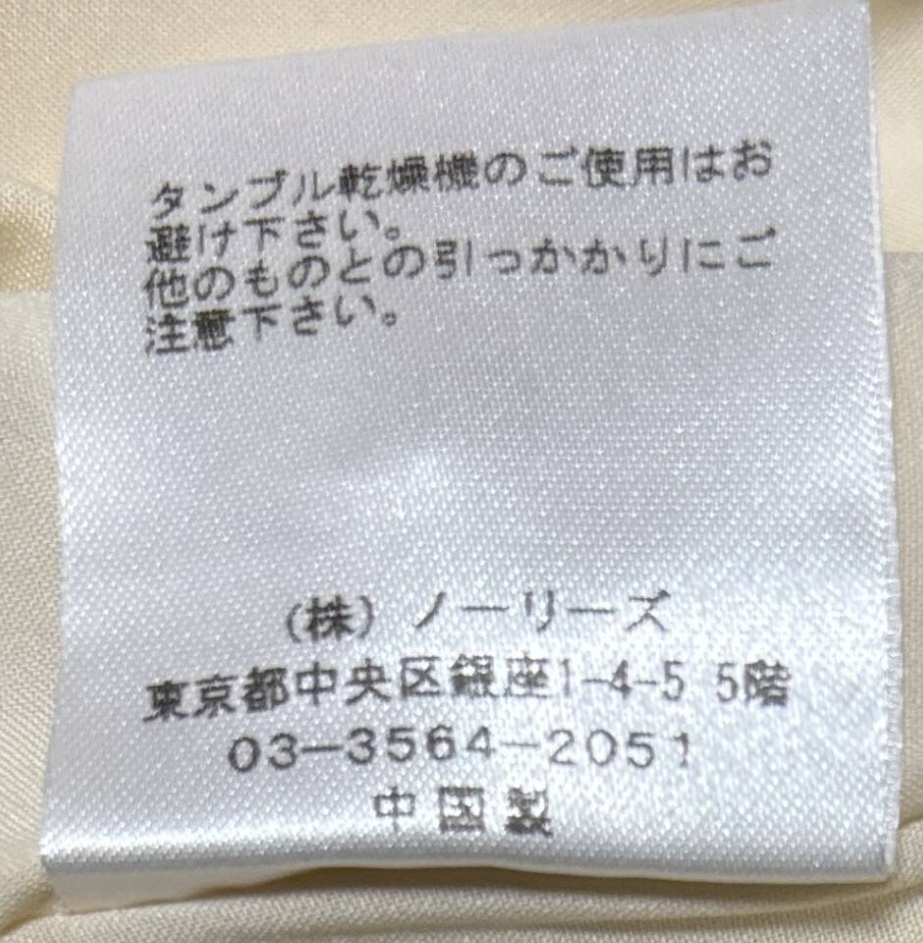 タンブル乾燥機のご使用はお
避け下さい。
他のものとの引っかかりにご
注意下さい。
(株) ノーリーズ
東京都中央区銀座1-4-5 5階
03-3564-2051
中国製